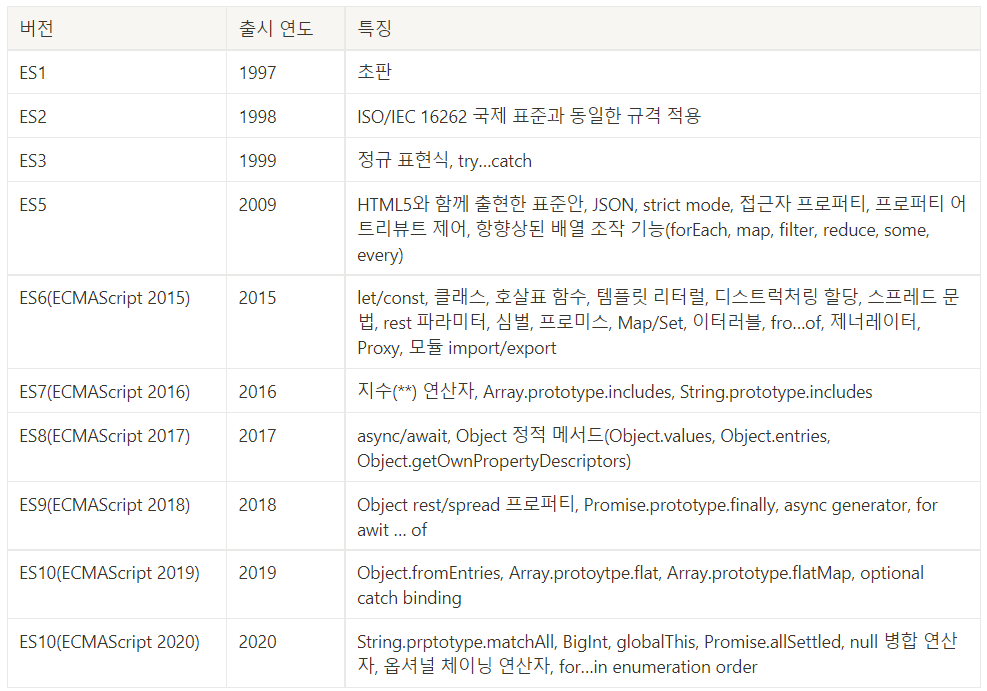 버전 출시 연도 특징
ES1 1997 초판
ES2 1998 ISO/IEC 16262 국제 표준과 동일한 규격 적용
ES3 1999 정규 표현식, try...catch
ES5 2009 HTML5와 함께 출현한 표준안, JSON, strict mode, 접근자 프로퍼티, 프로퍼티 어
트리뷰트 제어, 항향상된 배열 조작 기능(forEach, map, filter, reduce, some,
every)
ES6(ECMAScript 2015) 2015 let/const, 클래스, 호살표 함수, 템플릿 리터럴, 디스트럭처링 할당, 스프레드 문
법, rest 파라미터, 심벌, 프로미스, Map/Set, 이터러블, fro...of, 제너레이터,
Proxy, 모듈 import/export
ES7(ECMAScript 2016) 2016 지수(**) 연산자, Array.prototype.includes, String.prototype.includes
ES8(ECMAScript 2017) 2017 async/await, Object 정적 메서드(Object.values, Object.entries,
Object.getOwnPropertyDescriptors)
ES9(ECMAScript 2018) 2018 Object rest/spread 프로퍼티, Promise.prototype.finally, async generator, for
awit ... of
ES10(ECMAScript 2019) 2019 Object.fromEntries, Array.protoytpe.flat, Array.prototype.flatMap, optional
catch binding
ES10(ECMAScript 2020) 2020 String.prptotype.matchAll, BigInt, globalThis, Promise.allSettled, null 병합 연산
자, 옵셔널 체이닝 연산자, for...in enumeration order